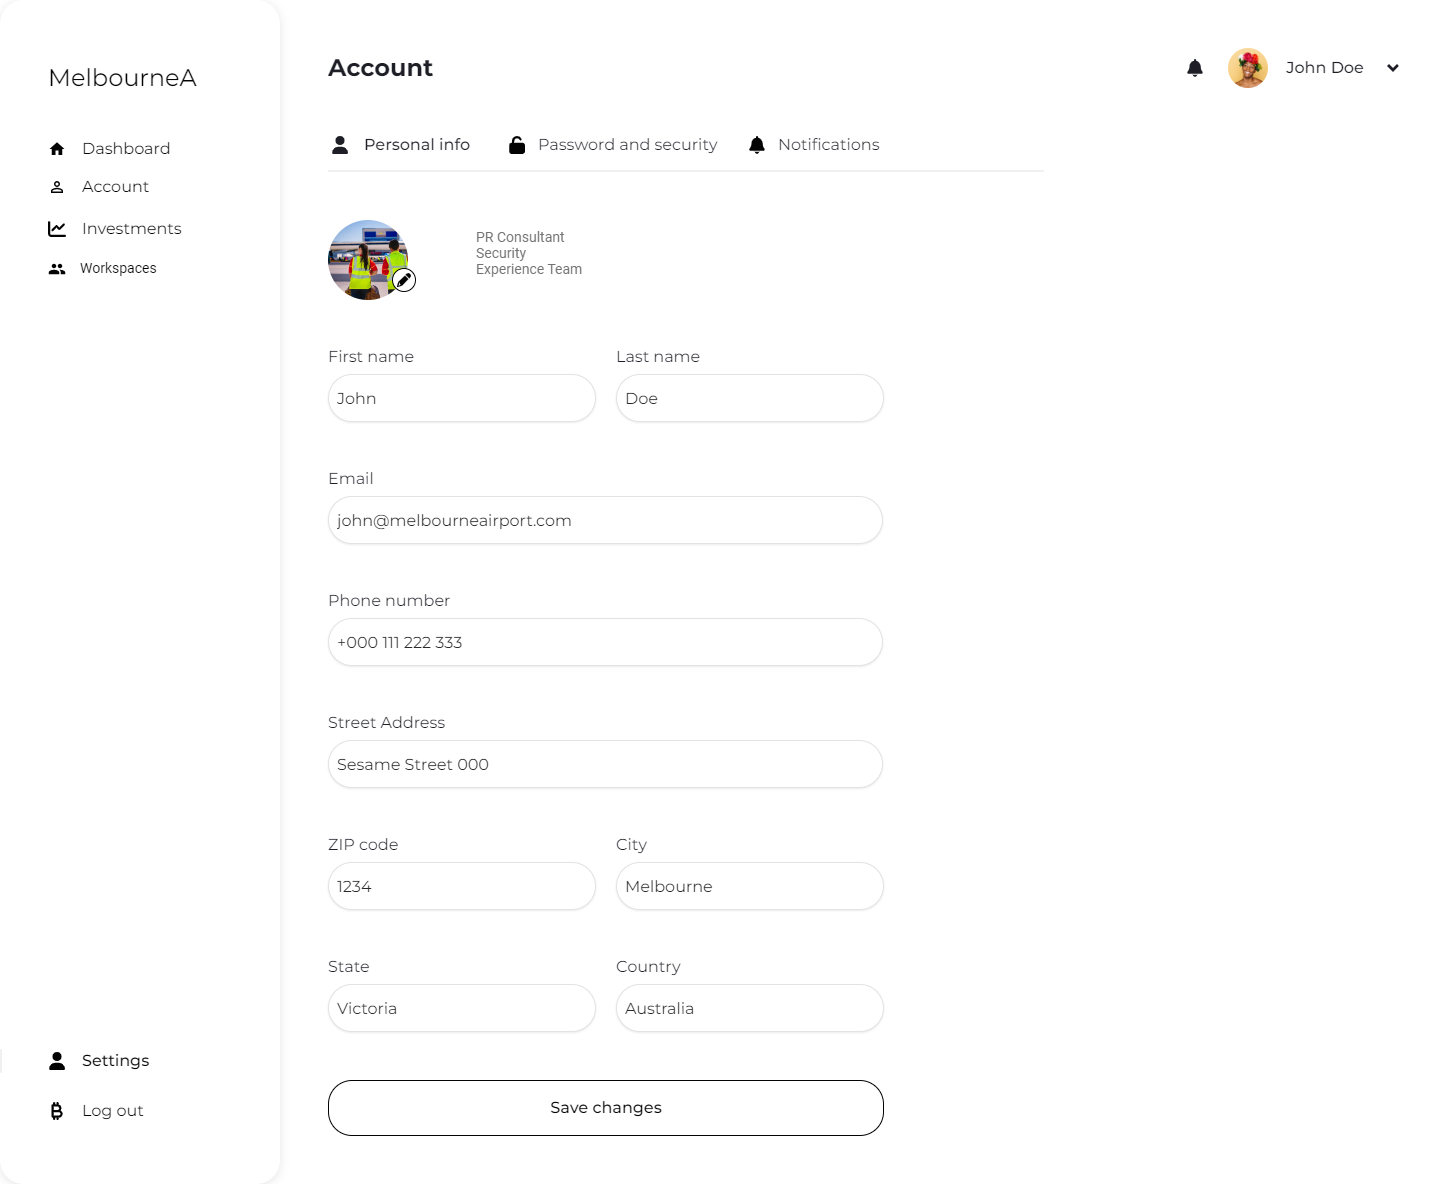 MelbourneA
Dashboard
Account
Investments
Workspaces
Settings
Log out
Account
John Doe
Personal info
Password and security
Notifications
PR Consultant
Security
Experience Team
First name
Last name
John
Doe
Email
john@melbourneairport.com
Phone number
+000 111 222 333
Street Address
Sesame Street 000
ZIP code
City
1234
Melbourne
State
Country
Victoria
Australia
Save changes